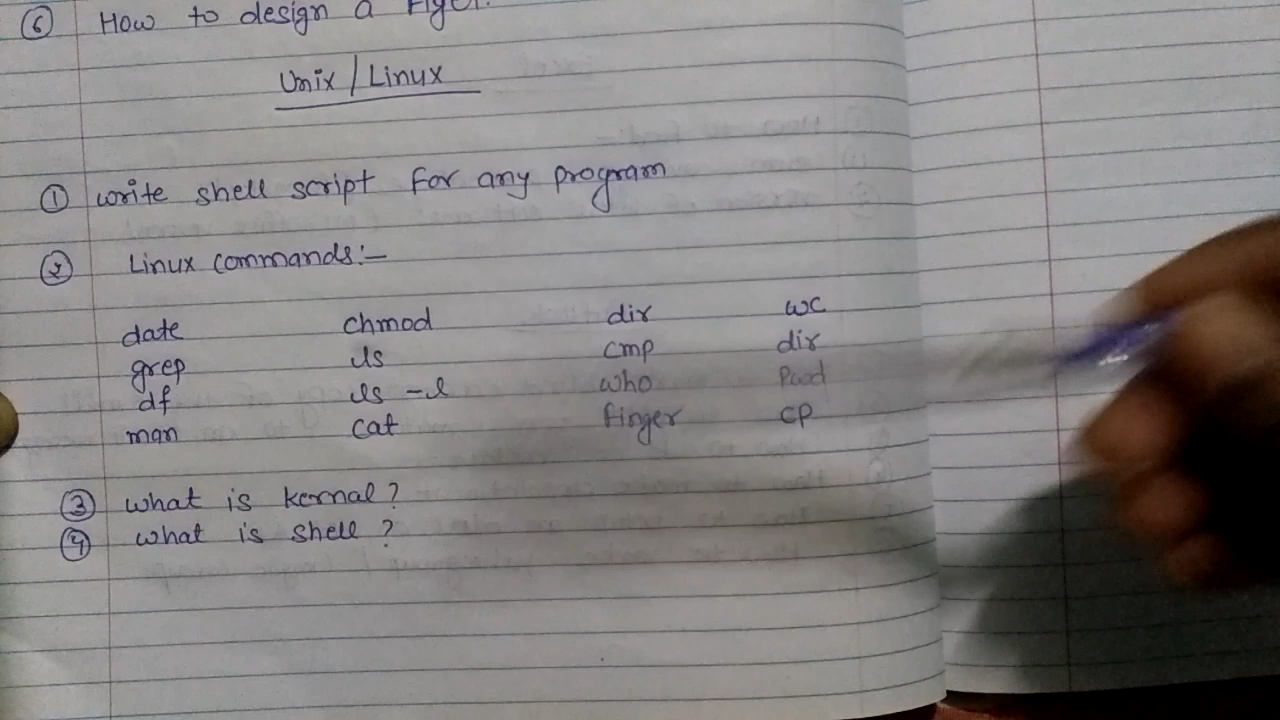 ⑥ How to design a
Unix / Linux
① write shell script for any program
② Linux commands:-
date chmod dir wc
grep ls cmp dir
df ls -l who pwd
man cat finger cp
③ what is kernal?
④ what is shell?